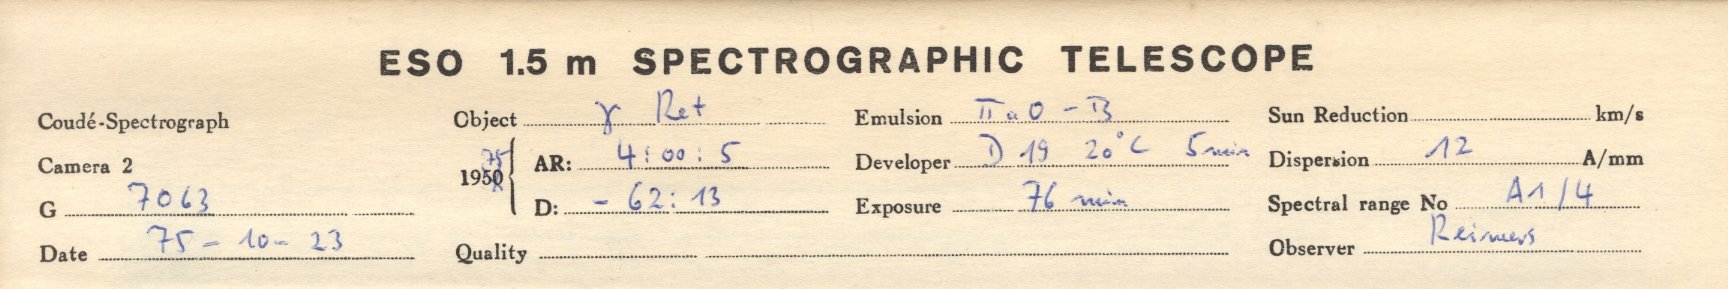 ESO 1.5 m SPECTROGRAPHIC TELESCOPE
Coudé-Spectrograph Object γ Ret Emulsion IIa O - B Sun Reduction km/s
Camera 2 1950 75 AR: 4:00:5 Developer D 19 20°C 5 min Dispersion 12 A/mm
G 7063 D: - 62: 13 Exposure 76 min Spectral range No A1/4
Date 75-10-23 Quality Observer Reimers